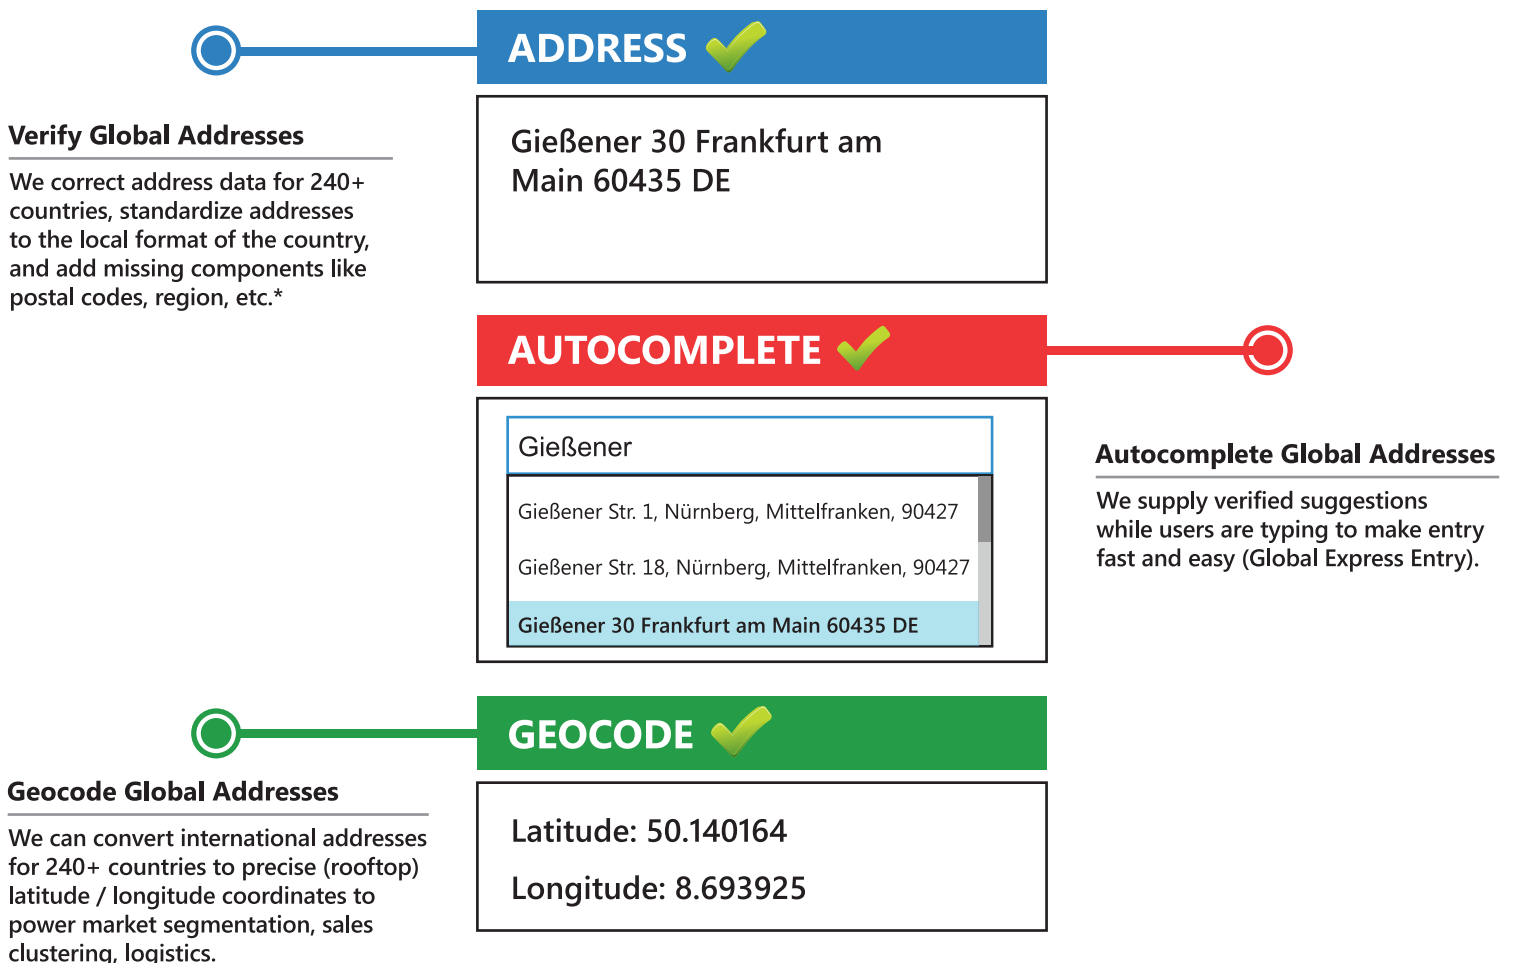 ADDRESS
Verify Global Addresses
We correct address data for 240+
countries, standardize addresses
to the local format of the country,
and add missing components like
postal codes, region, etc.*
Gießener 30 Frankfurt am
Main 60435 DE
AUTOCOMPLETE
Gießener
Gießener Str. 1, Nürnberg, Mittelfranken, 90427
Gießener Str. 18, Nürnberg, Mittelfranken, 90427
Gießener 30 Frankfurt am Main 60435 DE
Autocomplete Global Addresses
We supply verified suggestions
while users are typing to make entry
fast and easy (Global Express Entry).
GEOCODE
Geocode Global Addresses
We can convert international addresses
for 240+ countries to precise (rooftop)
latitude / longitude coordinates to
power market segmentation, sales
clustering, logistics.
Latitude: 50.140164
Longitude: 8.693925